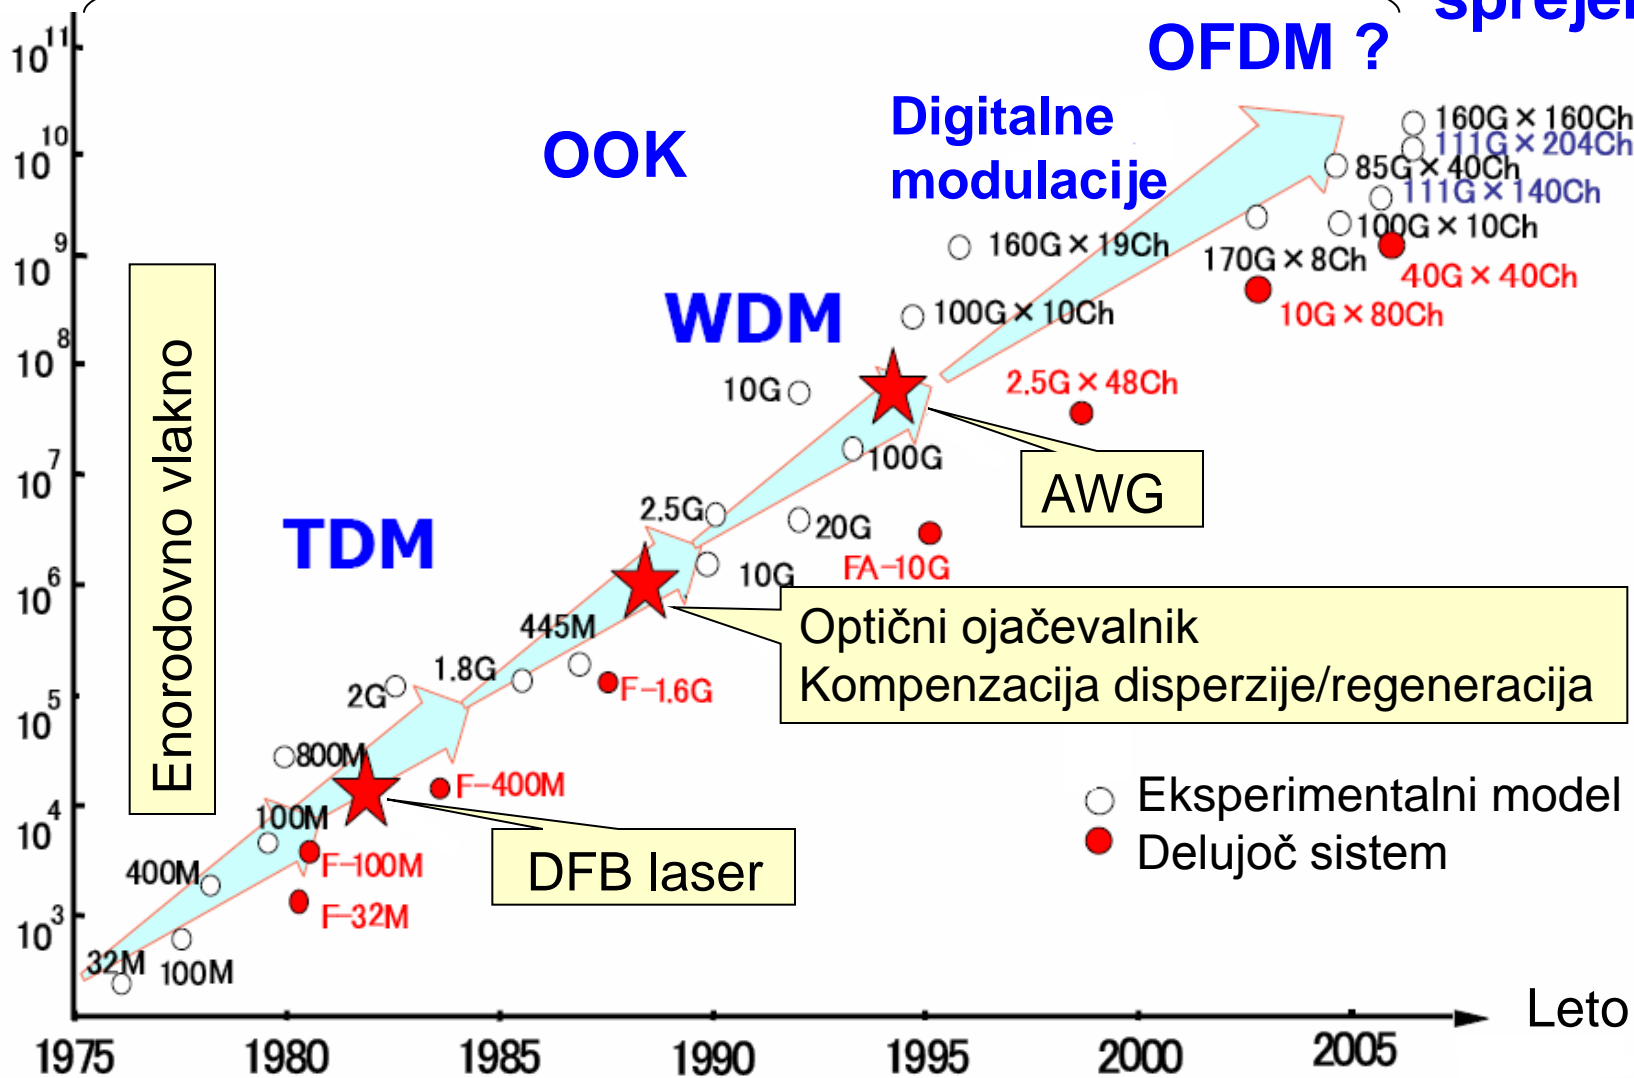 sprejem
OFDM ?
10^11
Digitalne
modulacije
OOK
160G×160Ch
111G×204Ch
10^10
85G×40Ch
111G×140Ch
100G×10Ch
160G×19Ch
10^9
170G×8Ch
40G×40Ch
WDM
100G×10Ch
10G×80Ch
10^8
10G
2.5G×48Ch
Enorodovno vlakno
100G
10^7
AWG
2.5G
20G
TDM
FA-10G
10G
10^6
Optični ojačevalnik
Kompenzacija disperzije/regeneracija
445M
1.8G
F-1.6G
2G
10^5
800M
F-400M
Eksperimentalni model
Delujoč sistem
10^4
100M
DFB laser
F-100M
400M
F-32M
10^3
32M
100M
Leto
1975 1980 1985 1990 1995 2000 2005